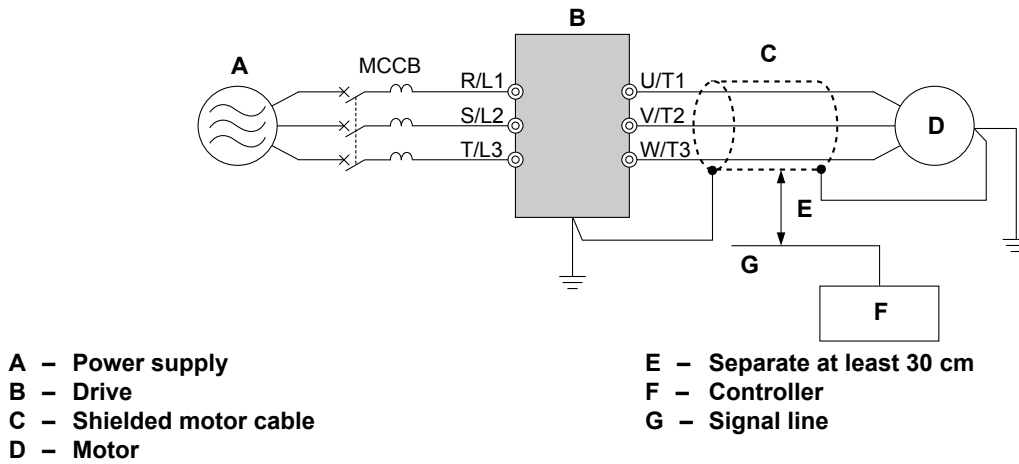 B
C
A
MCCB
R/L1
U/T1
S/L2
V/T2
D
T/L3
W/T3
E
G
F
A – Power supply
B – Drive
C – Shielded motor cable
D – Motor
E – Separate at least 30 cm
F – Controller
G – Signal line